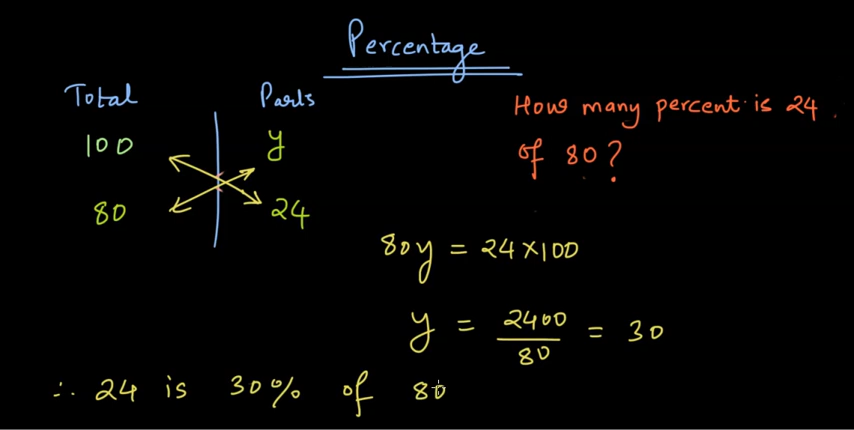 Percentage
Total Parts
100 y
80 24
How many percent is 24
of 80?
80y = 24×100
y = 2400/80 = 30
∴ 24 is 30% of 80